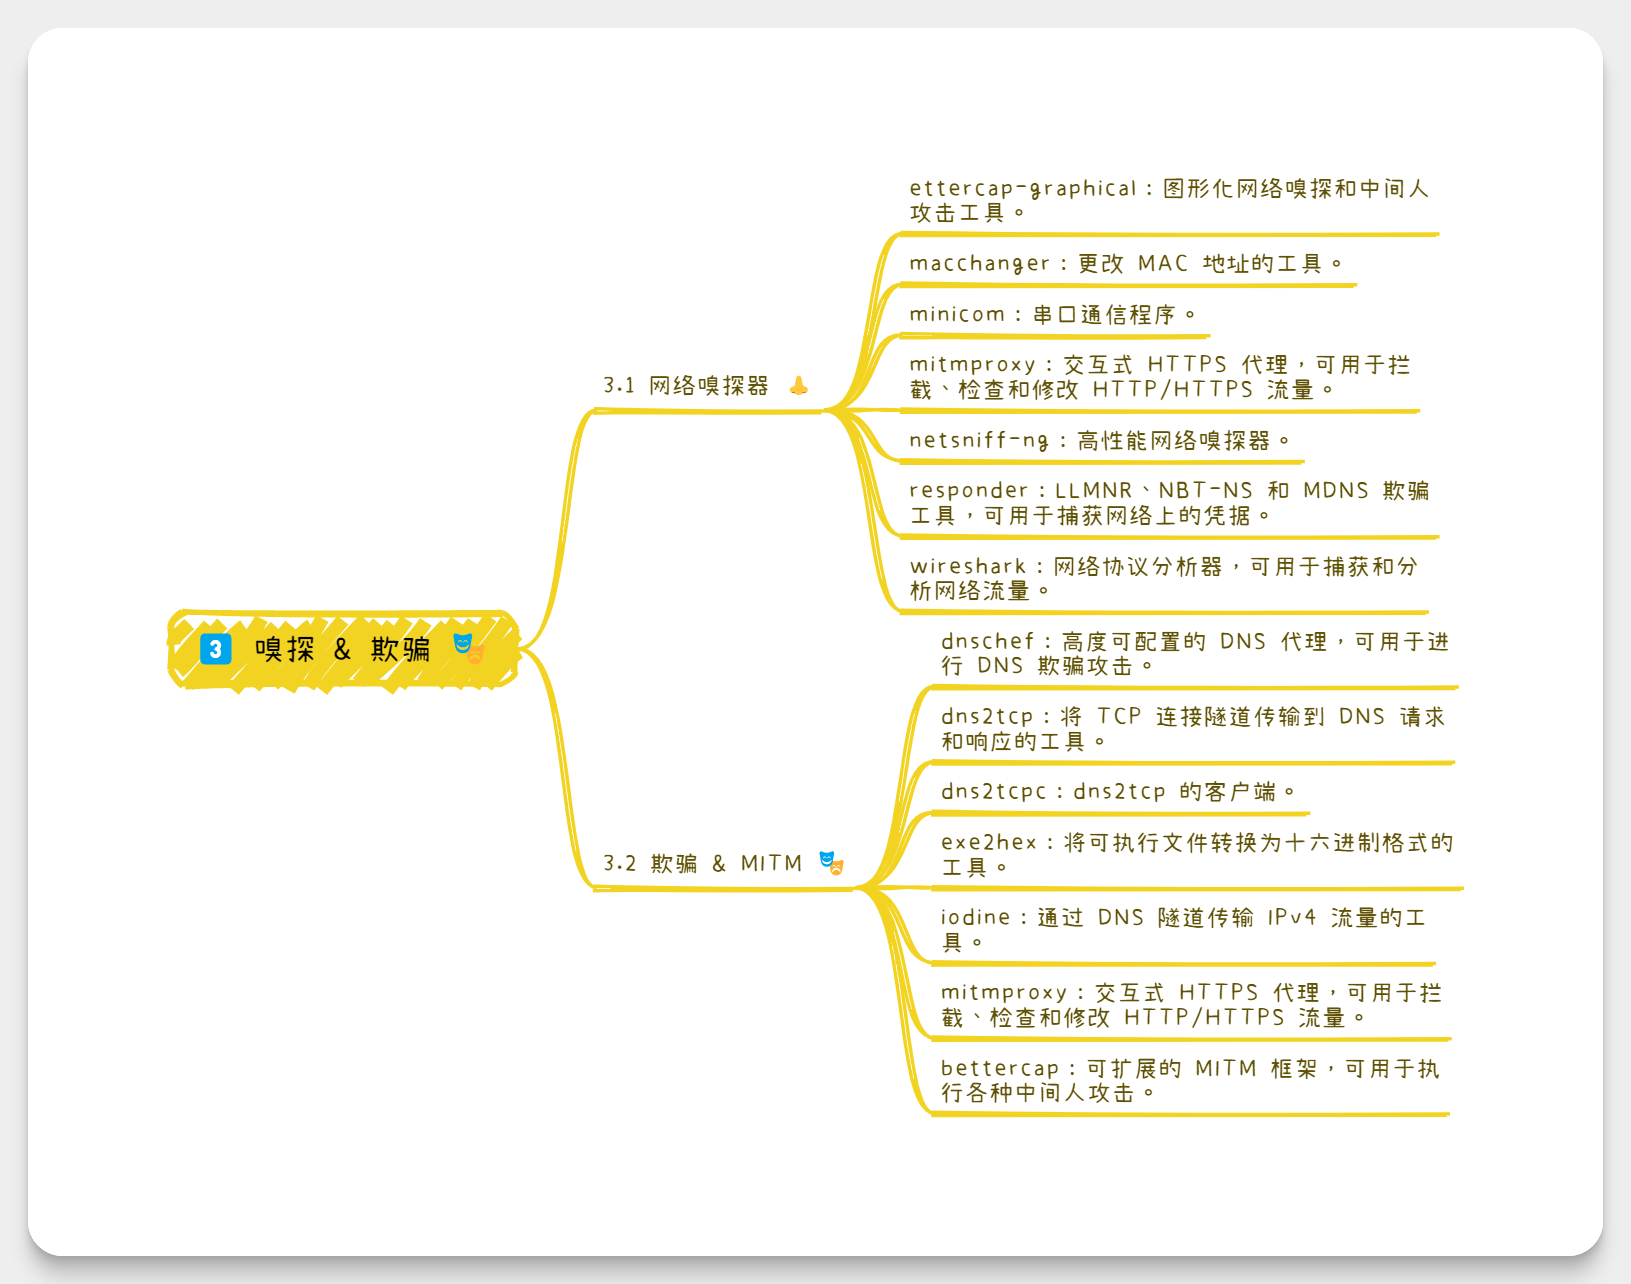 3 嗅探 & 欺骗
3.1 网络嗅探器
ettercap-graphical：图形化网络嗅探和中间人
攻击工具。
macchanger：更改 MAC 地址的工具。
minicom：串口通信程序。
mitmproxy：交互式 HTTPS 代理，可用于拦
截、检查和修改 HTTP/HTTPS 流量。
netsniff-ng：高性能网络嗅探器。
responder：LLMNR、NBT-NS 和 MDNS 欺骗
工具，可用于捕获网络上的凭据。
wireshark：网络协议分析器，可用于捕获和分
析网络流量。
3.2 欺骗 & MITM
dnschef：高度可配置的 DNS 代理，可用于进
行 DNS 欺骗攻击。
dns2tcp：将 TCP 连接隧道传输到 DNS 请求
和响应的工具。
dns2tcpc：dns2tcp 的客户端。
exe2hex：将可执行文件转换为十六进制格式的
工具。
iodine：通过 DNS 隧道传输 IPv4 流量的工
具。
mitmproxy：交互式 HTTPS 代理，可用于拦
截、检查和修改 HTTP/HTTPS 流量。
bettercap：可扩展的 MITM 框架，可用于执
行各种中间人攻击。